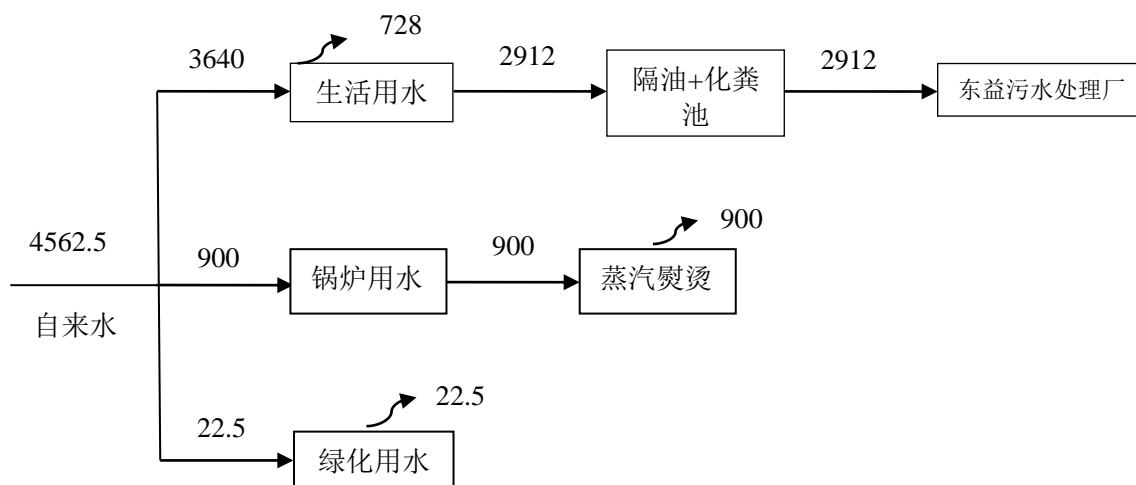 728
3640
2912
2912
生活用水
隔油+化粪
池
东益污水处理厂
4562.5
900
900
900
锅炉用水
蒸汽熨烫
自来水
22.5
22.5
绿化用水